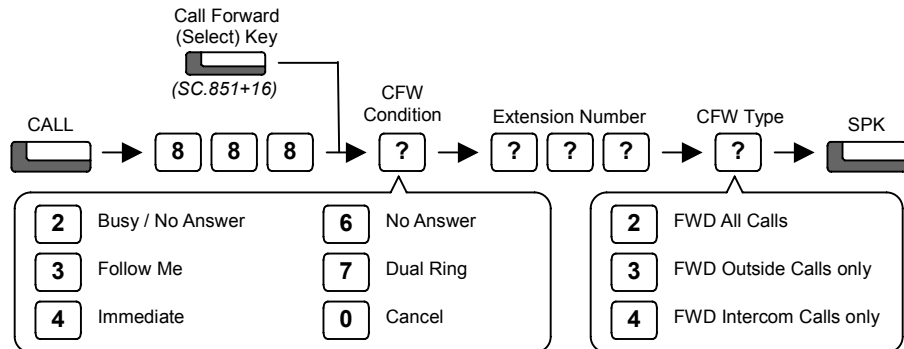 Call Forward
(Select) Key
(SC.851+16)
CFW
Condition
Extension Number
CFW Type
CALL
SPK
8 8 8 ? ? ? ? ?
2 Busy / No Answer
6 No Answer
2 FWD All Calls
3 Follow Me
7 Dual Ring
3 FWD Outside Calls only
4 Immediate
0 Cancel
4 FWD Intercom Calls only